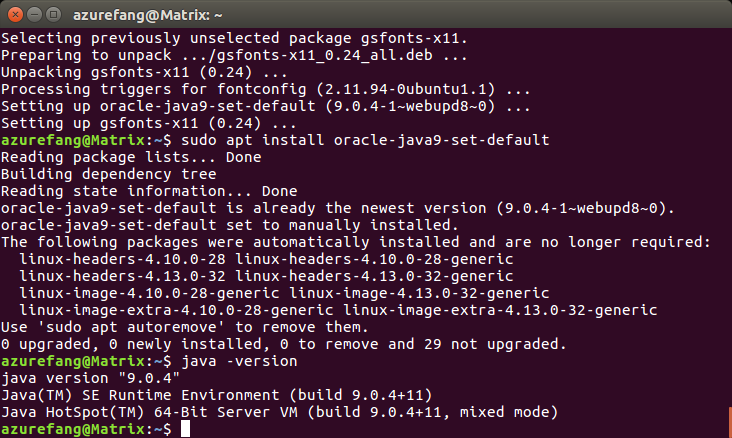 azurefang@Matrix: ~
Selecting previously unselected package gsfonts-x11.
Preparing to unpack .../gsfonts-x11_0.24_all.deb ...
Unpacking gsfonts-x11 (0.24) ...
Processing triggers for fontconfig (2.11.94-0ubuntu1.1) ...
Setting up oracle-java9-set-default (9.0.4-1~webupd8~0) ...
Setting up gsfonts-x11 (0.24) ...
azurefang@Matrix:~$ sudo apt install oracle-java9-set-default
Reading package lists... Done
Building dependency tree
Reading state information... Done
oracle-java9-set-default is already the newest version (9.0.4-1~webupd8~0).
oracle-java9-set-default set to manually installed.
The following packages were automatically installed and are no longer required:
  linux-headers-4.10.0-28 linux-headers-4.10.0-28-generic
  linux-headers-4.13.0-32 linux-headers-4.13.0-32-generic
  linux-image-4.10.0-28-generic linux-image-4.13.0-32-generic
  linux-image-extra-4.10.0-28-generic linux-image-extra-4.13.0-32-generic
Use 'sudo apt autoremove' to remove them.
0 upgraded, 0 newly installed, 0 to remove and 29 not upgraded.
azurefang@Matrix:~$ java -version
java version "9.0.4"
Java(TM) SE Runtime Environment (build 9.0.4+11)
Java HotSpot(TM) 64-Bit Server VM (build 9.0.4+11, mixed mode)
azurefang@Matrix:~$